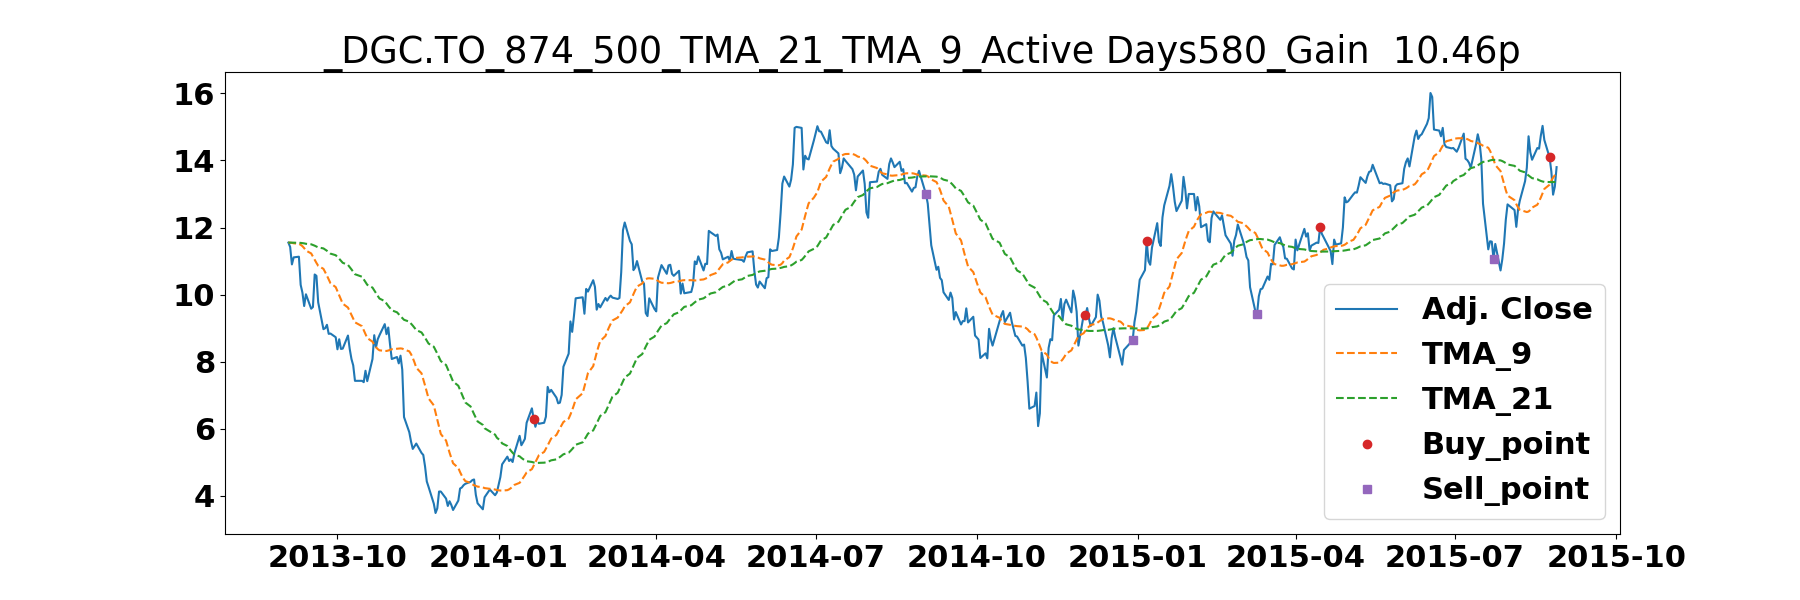 _DGC.TO_874_500_TMA_21_TMA_9_Active Days580_Gain  10.46p
16
14
12
10
8
6
4
2013-10 2014-01 2014-04 2014-07 2014-10 2015-01 2015-04 2015-07 2015-10
Adj. Close
TMA_9
TMA_21
Buy_point
Sell_point